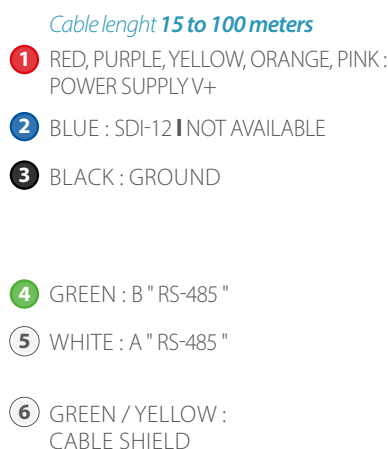 Cable lenght 15 to 100 meters
1 RED, PURPLE, YELLOW, ORANGE, PINK :
POWER SUPPLY V+
2 BLUE : SDI-12 I NOT AVAILABLE
3 BLACK : GROUND
4 GREEN : B " RS-485 "
5 WHITE : A " RS-485 "
6 GREEN / YELLOW :
CABLE SHIELD